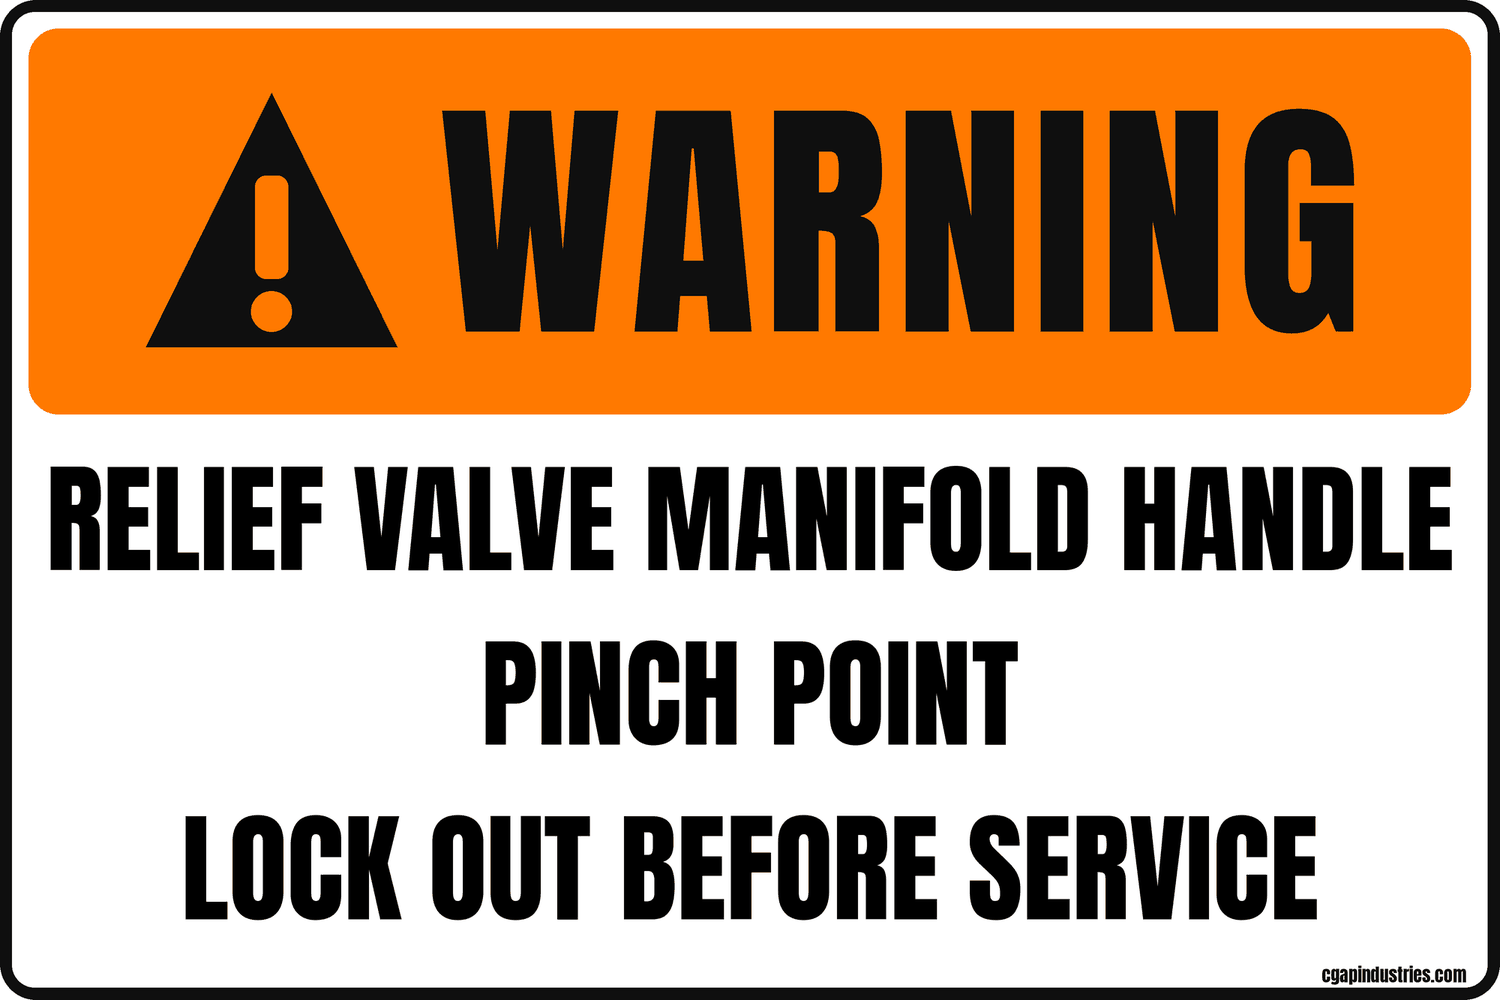 WARNING
RELIEF VALVE MANIFOLD HANDLE
PINCH POINT
LOCK OUT BEFORE SERVICE
cgapindustries.com